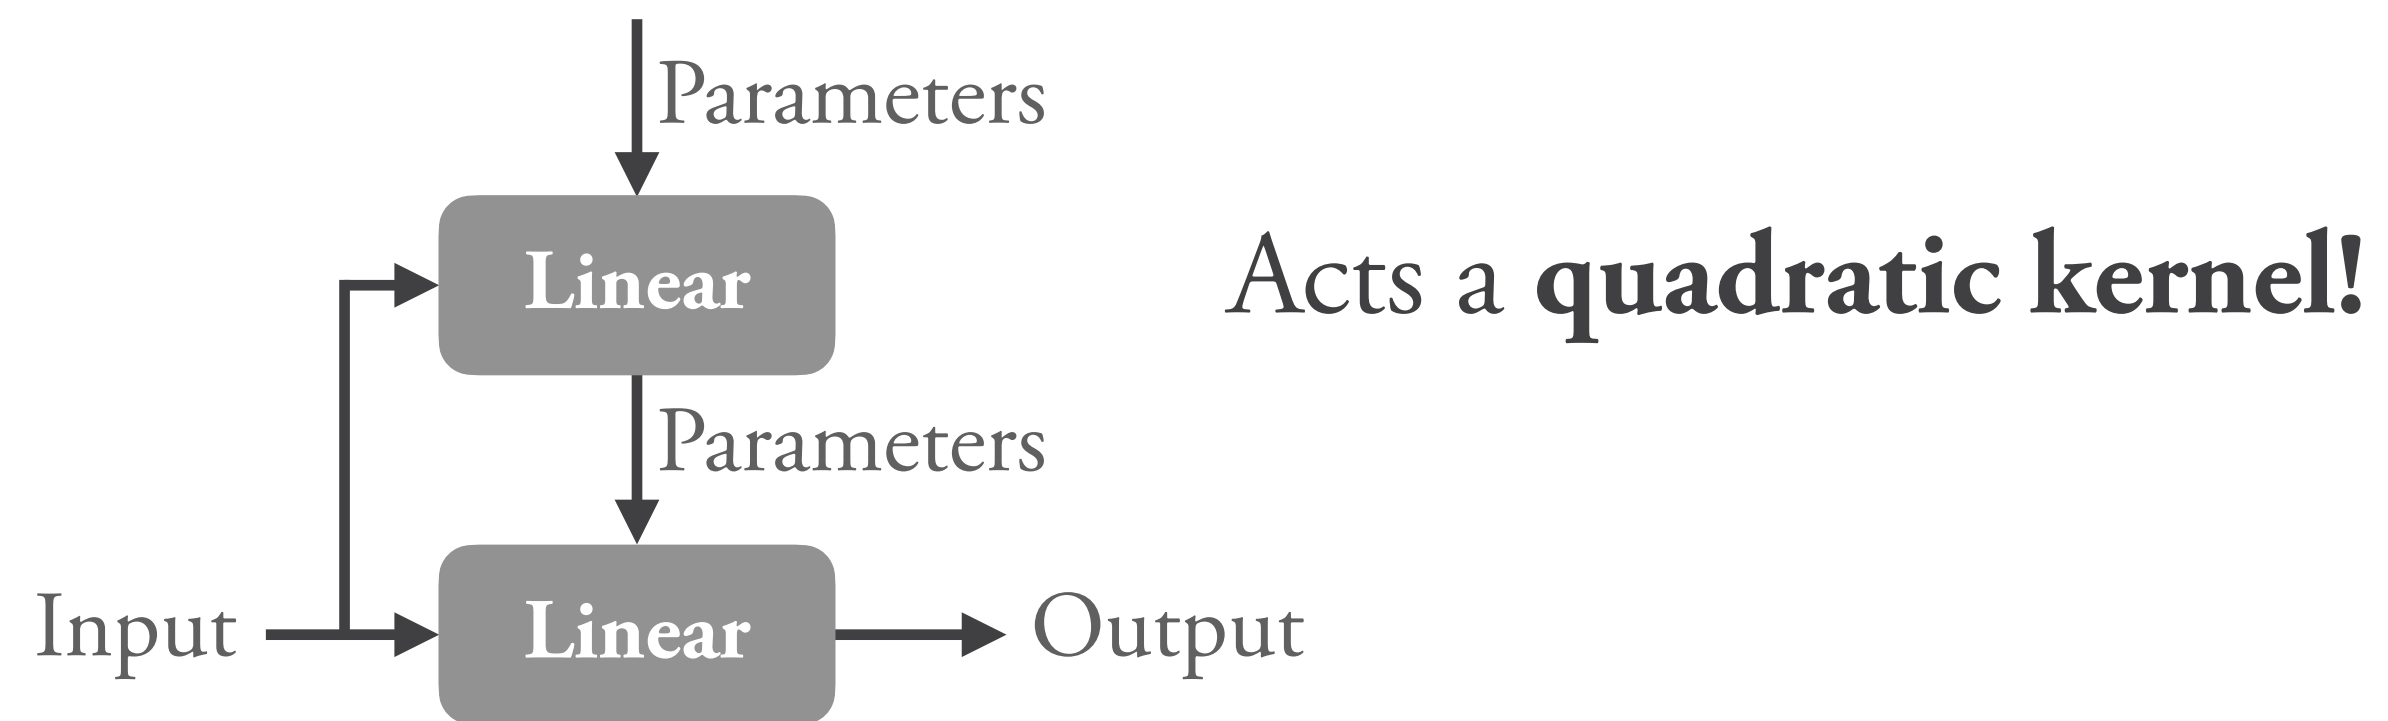 Parameters
Linear
Acts a quadratic kernel!
Parameters
Input
Linear
Output